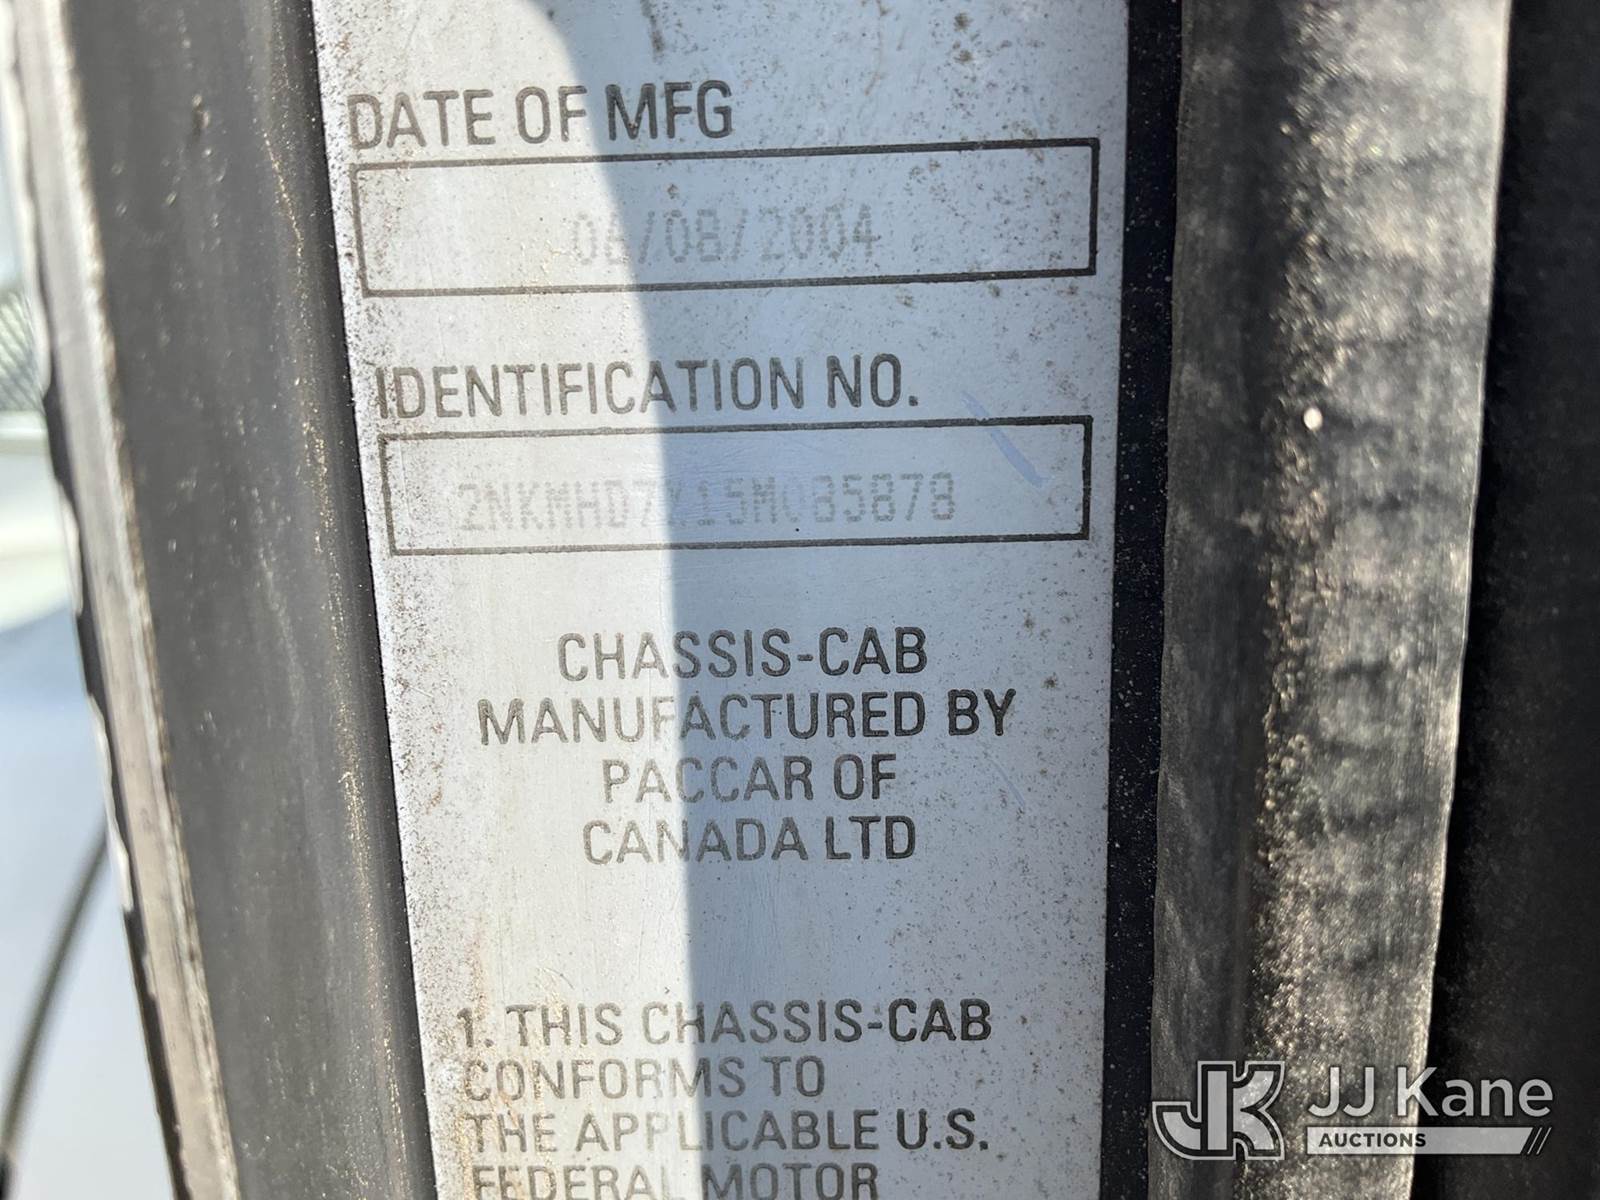 DATE OF MFG
06/08/2004
IDENTIFICATION NO.
2NKMHD7X15M085878
CHASSIS-CAB
MANUFACTURED BY
PACCAR OF
CANADA LTD
1. THIS CHASSIS-CAB
CONFORMS TO
THE APPLICABLE U.S.
FEDERAL MOTOR
JK JJ Kane
AUCTIONS